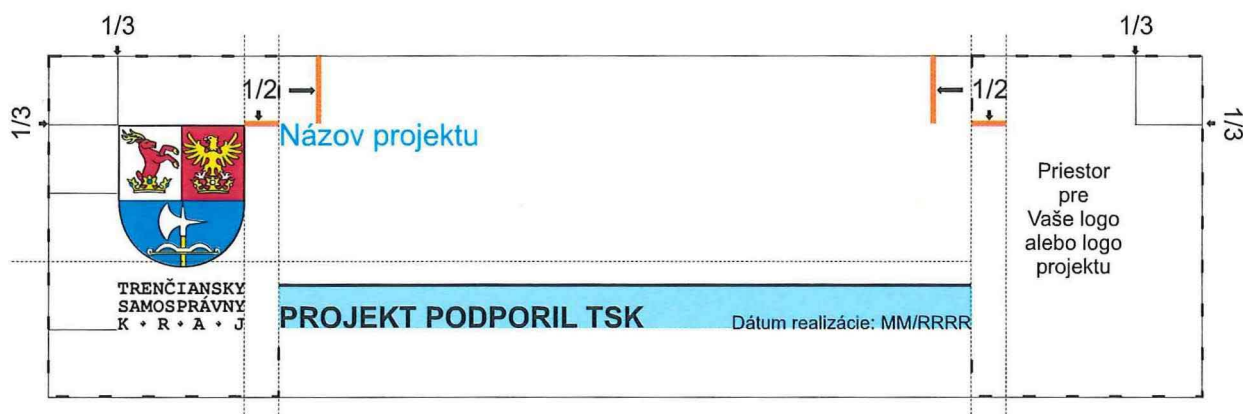 1/3
1/3
1/2
1/2
1/3
1/3
Názov projektu
Priestor
pre
Vaše logo
alebo logo
projektu
TRENČIANSKY
SAMOSPRÁVNY
K • R • A • J
PROJEKT PODPORIL TSK
Dátum realizácie: MM/RRRR